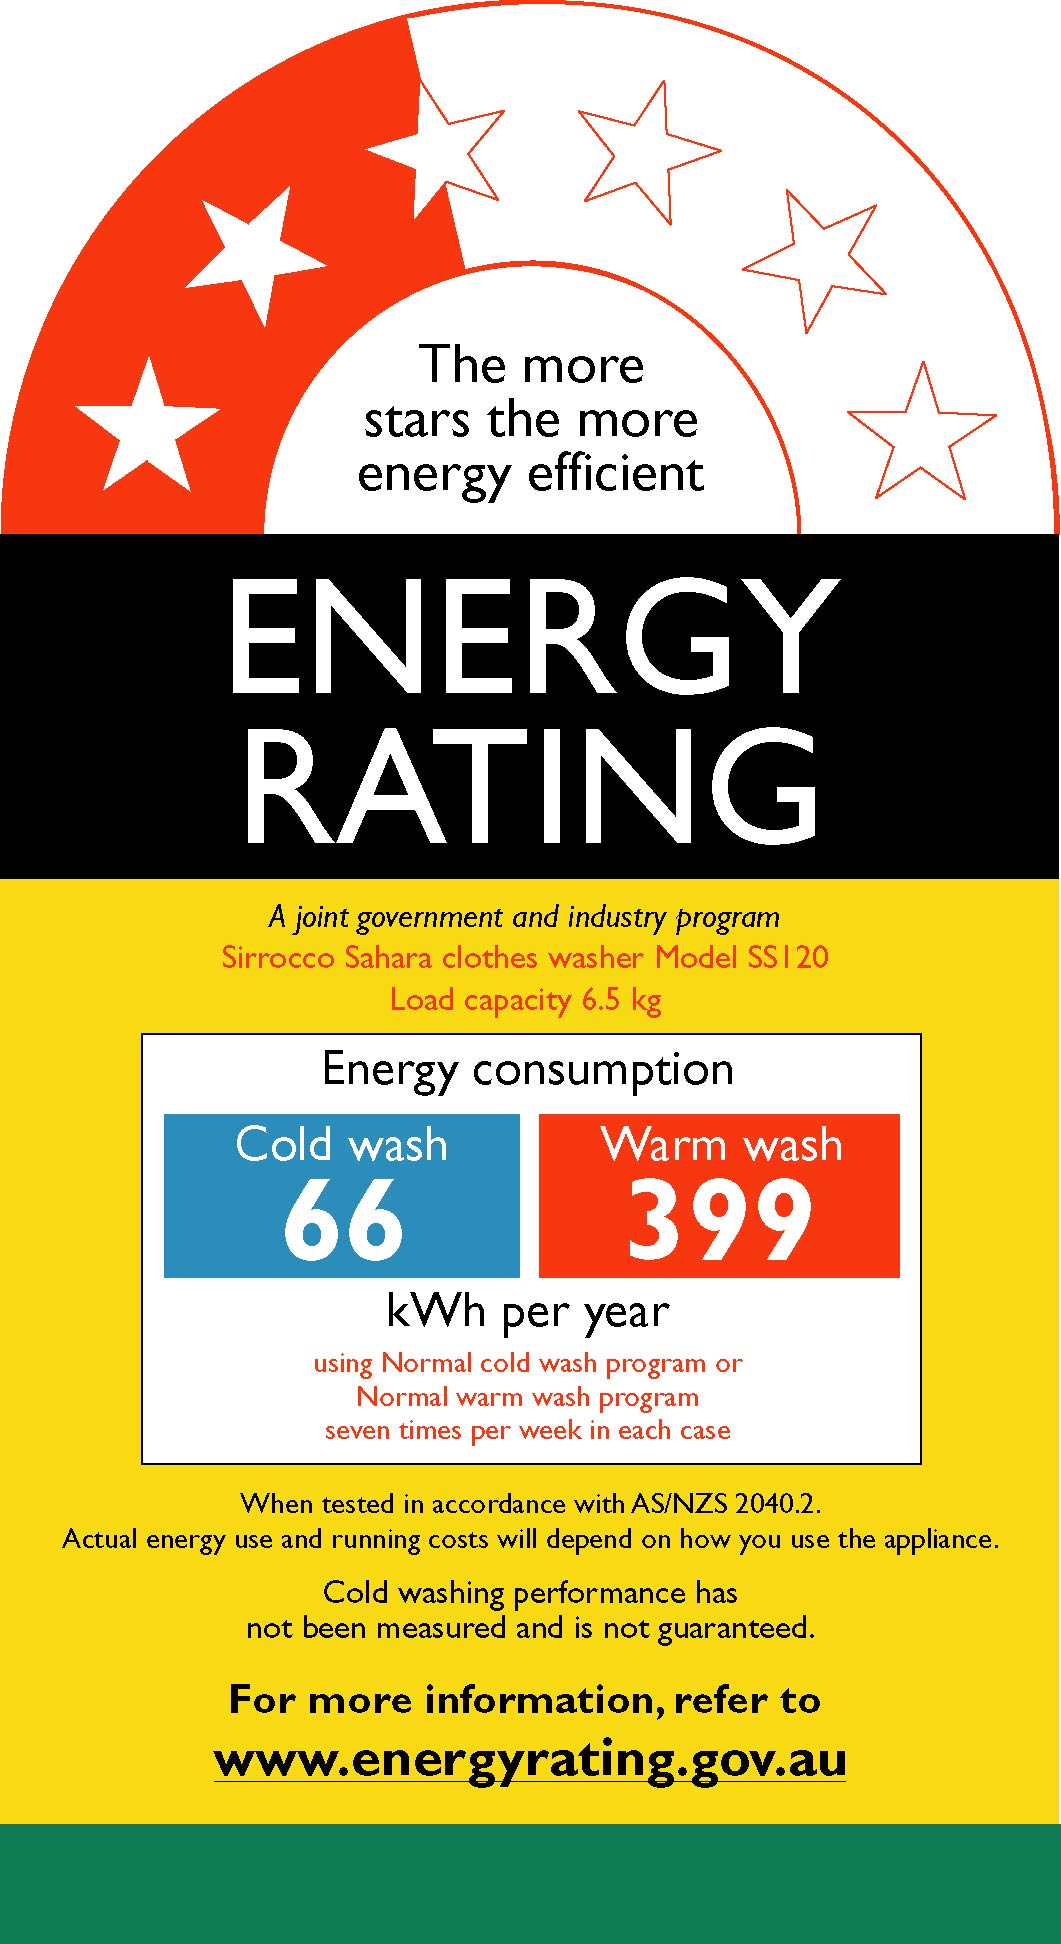 The more
stars the more
energy efficient
ENERGY
RATING
A joint government and industry program
Sirrocco Sahara clothes washer Model SS120
Load capacity 6.5 kg
Energy consumption
Cold wash
66
Warm wash
399
kWh per year
using Normal cold wash program or
Normal warm wash program
seven times per week in each case
When tested in accordance with AS/NZS 2040.2.
Actual energy use and running costs will depend on how you use the appliance.
Cold washing performance has
not been measured and is not guaranteed.
For more information, refer to
www.energyrating.gov.au